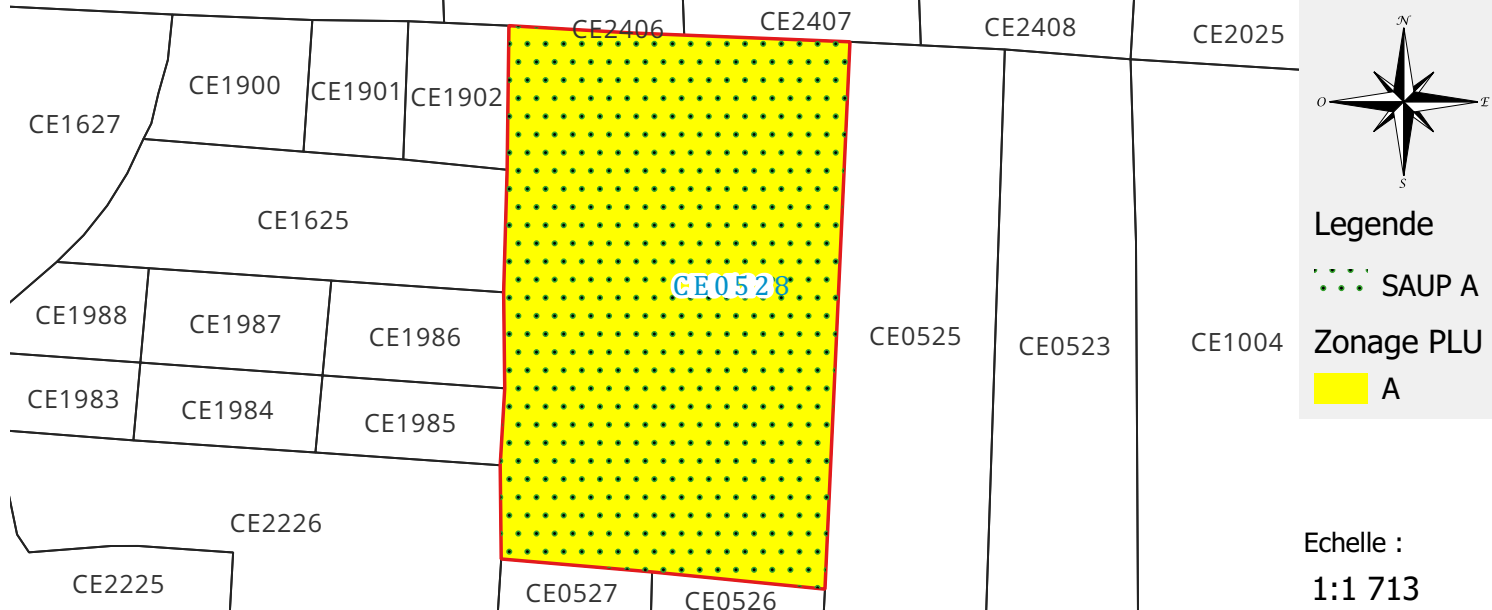 CE2406
CE2407
CE2408
CE2025
CE1627
CE1900
CE1901
CE1902
CE1625
CE0528
CE1988
CE1987
CE1986
CE0525
CE0523
CE1004
CE1983
CE1984
CE1985
CE2226
CE2225
CE0527
CE0526
N
O
E
S
Legende
SAUP A
Zonage PLU
A
Echelle :
1:1 713